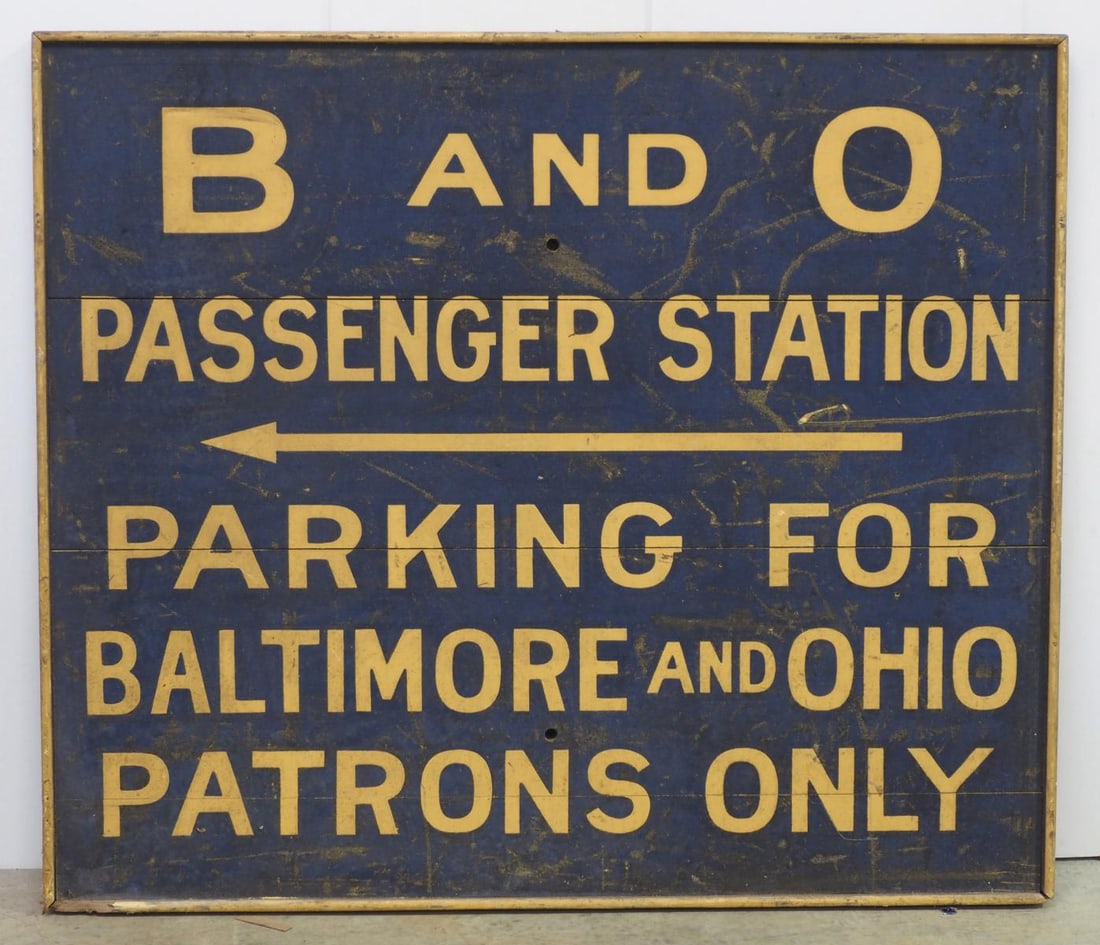 B AND O
PASSENGER STATION
PARKING FOR
BALTIMORE AND OHIO
PATRONS ONLY